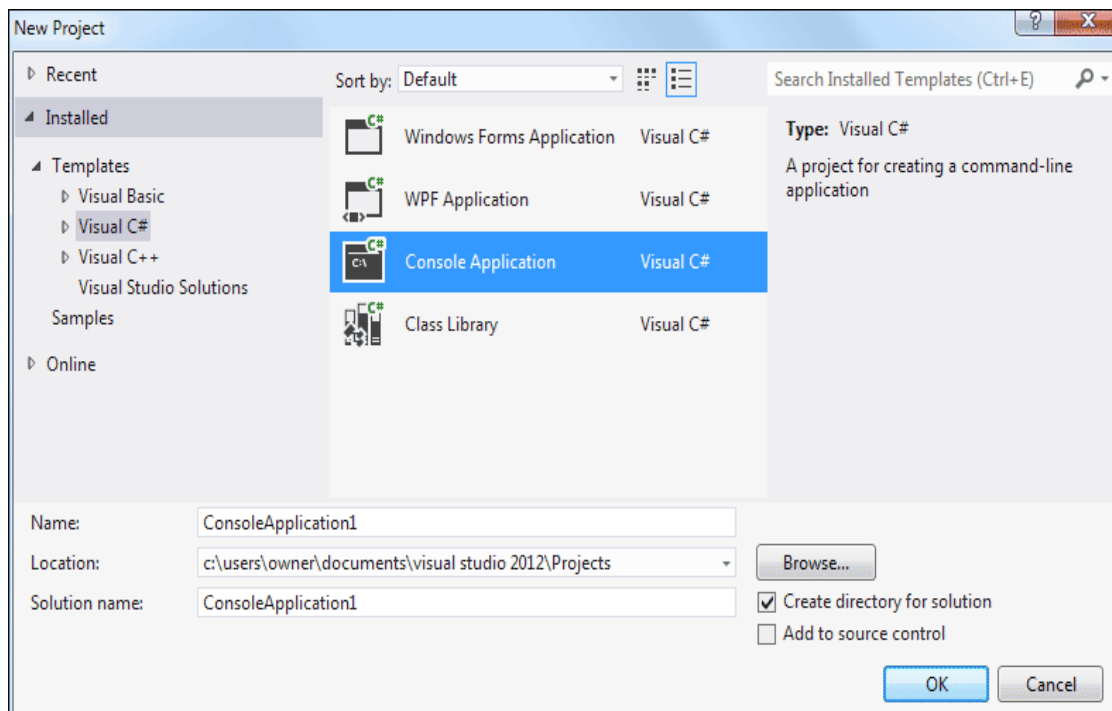 New Project
Recent
Installed
Templates
Visual Basic
Visual C#
Visual C++
Visual Studio Solutions
Samples
Online
Sort by: Default
C# Windows Forms Application Visual C#
C# WPF Application Visual C#
C:\ C# Console Application Visual C#
C# Class Library Visual C#
Search Installed Templates (Ctrl+E)
Type: Visual C#
A project for creating a command-line
application
Name: ConsoleApplication1
Location: c:\users\owner\documents\visual studio 2012\Projects Browse...
Solution name: ConsoleApplication1
Create directory for solution
Add to source control
OK Cancel